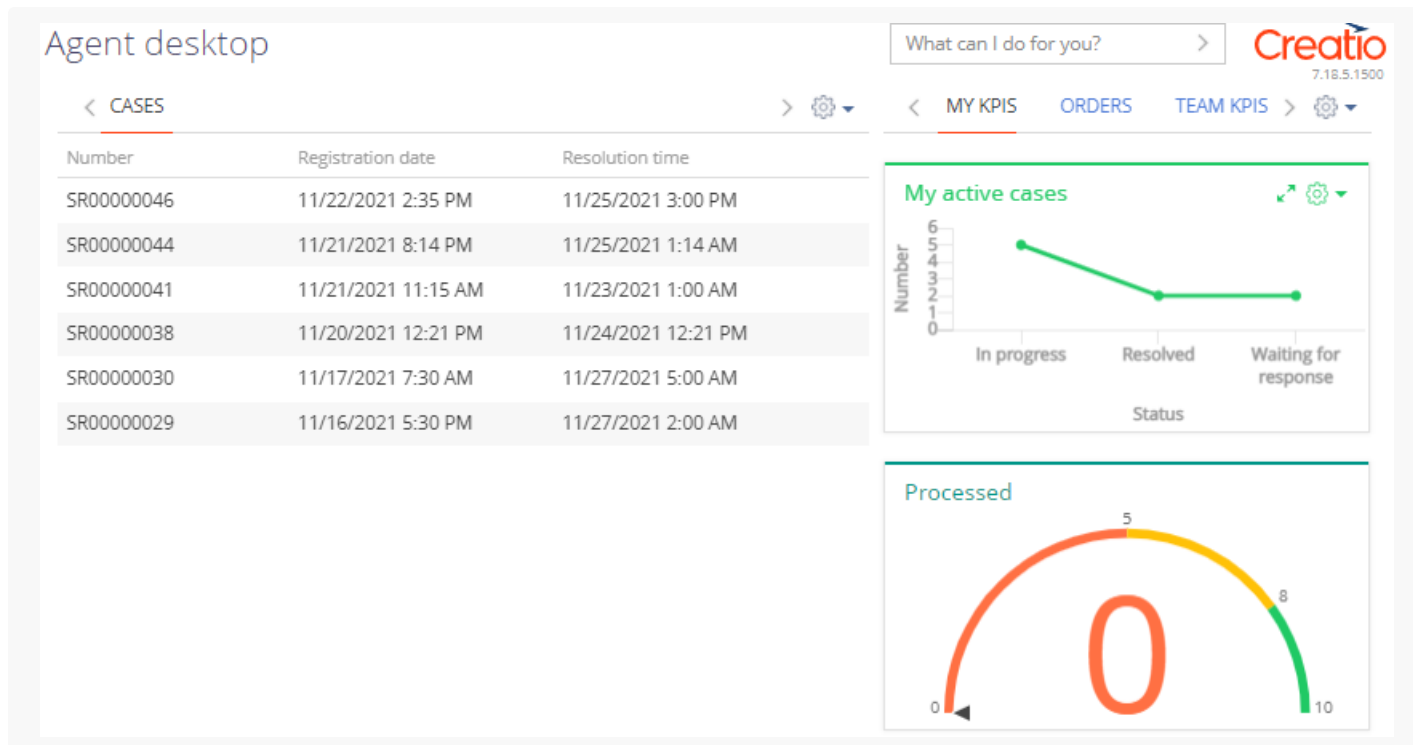 Agent desktop
What can I do for you?
Creatio
7.18.5.1500
CASES
MY KPIS ORDERS TEAM KPIS
Number Registration date Resolution time
SR00000046 11/22/2021 2:35 PM 11/25/2021 3:00 PM
SR00000044 11/21/2021 8:14 PM 11/25/2021 1:14 AM
SR00000041 11/21/2021 11:15 AM 11/23/2021 1:00 AM
SR00000038 11/20/2021 12:21 PM 11/24/2021 12:21 PM
SR00000030 11/17/2021 7:30 AM 11/27/2021 5:00 AM
SR00000029 11/16/2021 5:30 PM 11/27/2021 2:00 AM
My active cases
Number
6
5
4
3
2
1
0
In progress Resolved Waiting for
response
Status
Processed
5
8
0
0
10